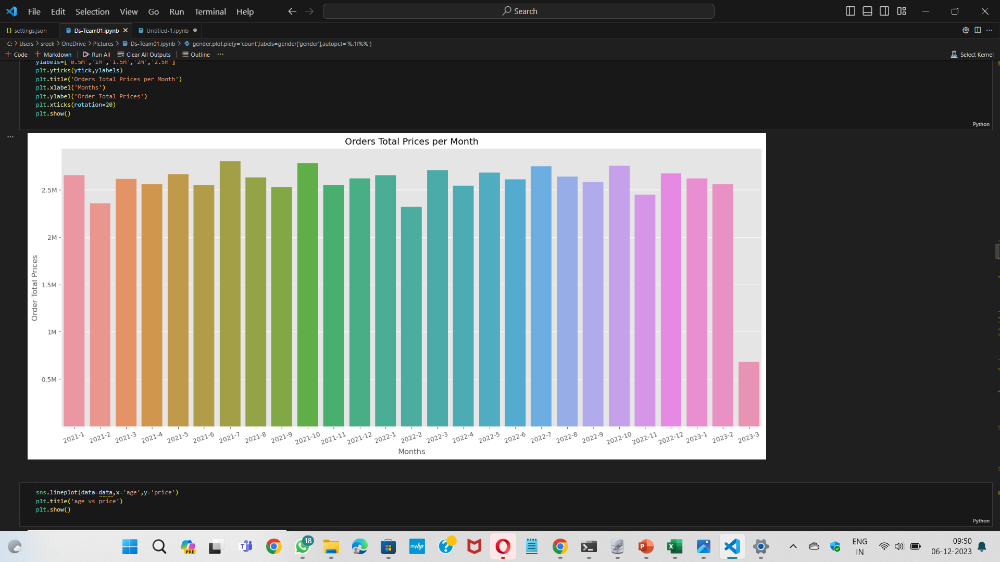 File Edit Selection View Go Run Terminal Help
Search
settings.json Ds-Team01.ipynb Untitled-1.ipynb
C: > Users > sreek > OneDrive > Pictures > Ds-Team01.ipynb > gender.plot.pie(y='count',labels=gender['gender'],autopct='%.1f%%')
Code Markdown Run All Clear All Outputs Outline ...
Select Kernel
ylabels=['0.5M','1M','1.5M','2M','2.5M']
plt.yticks(ytick,ylabels)
plt.title('Orders Total Prices per Month')
plt.xlabel('Months')
plt.ylabel('Order Total Prices')
plt.xticks(rotation=20)
plt.show()
Python
Orders Total Prices per Month
2.5M
2M
1.5M
1M
0.5M
Order Total Prices
2021-1 2021-2 2021-3 2021-4 2021-5 2021-6 2021-7 2021-8 2021-9 2021-10 2021-11 2021-12 2022-1 2022-2 2022-3 2022-4 2022-5 2022-6 2022-7 2022-8 2022-9 2022-10 2022-11 2022-12 2023-1 2023-2 2023-3
Months
sns.lineplot(data=data,x='age',y='price')
plt.title('age vs price')
plt.show()
Python
PRE 18 myhp
ENG
IN
09:50
06-12-2023